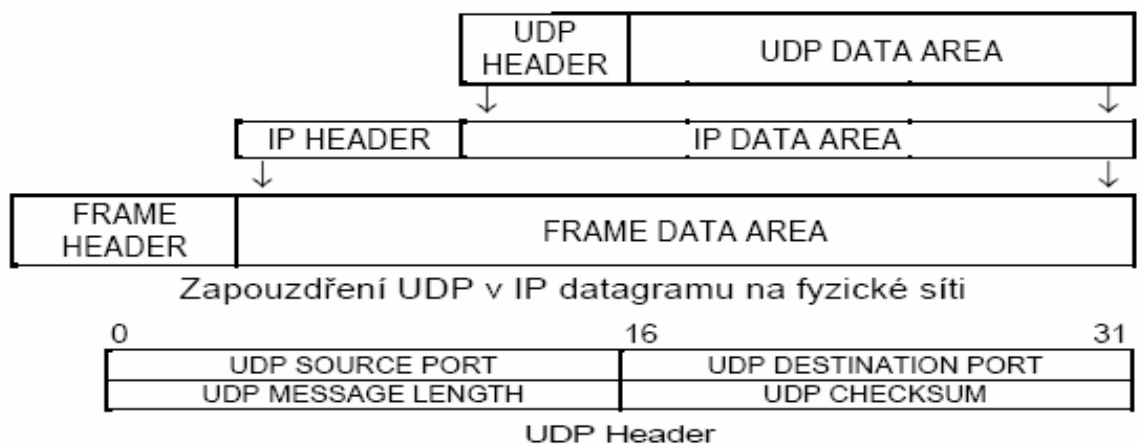 UDP
HEADER
UDP DATA AREA
IP HEADER
IP DATA AREA
FRAME
HEADER
FRAME DATA AREA
Zapouzdření UDP v IP datagramu na fyzické síti
0 16 31
UDP SOURCE PORT
UDP DESTINATION PORT
UDP MESSAGE LENGTH
UDP CHECKSUM
UDP Header